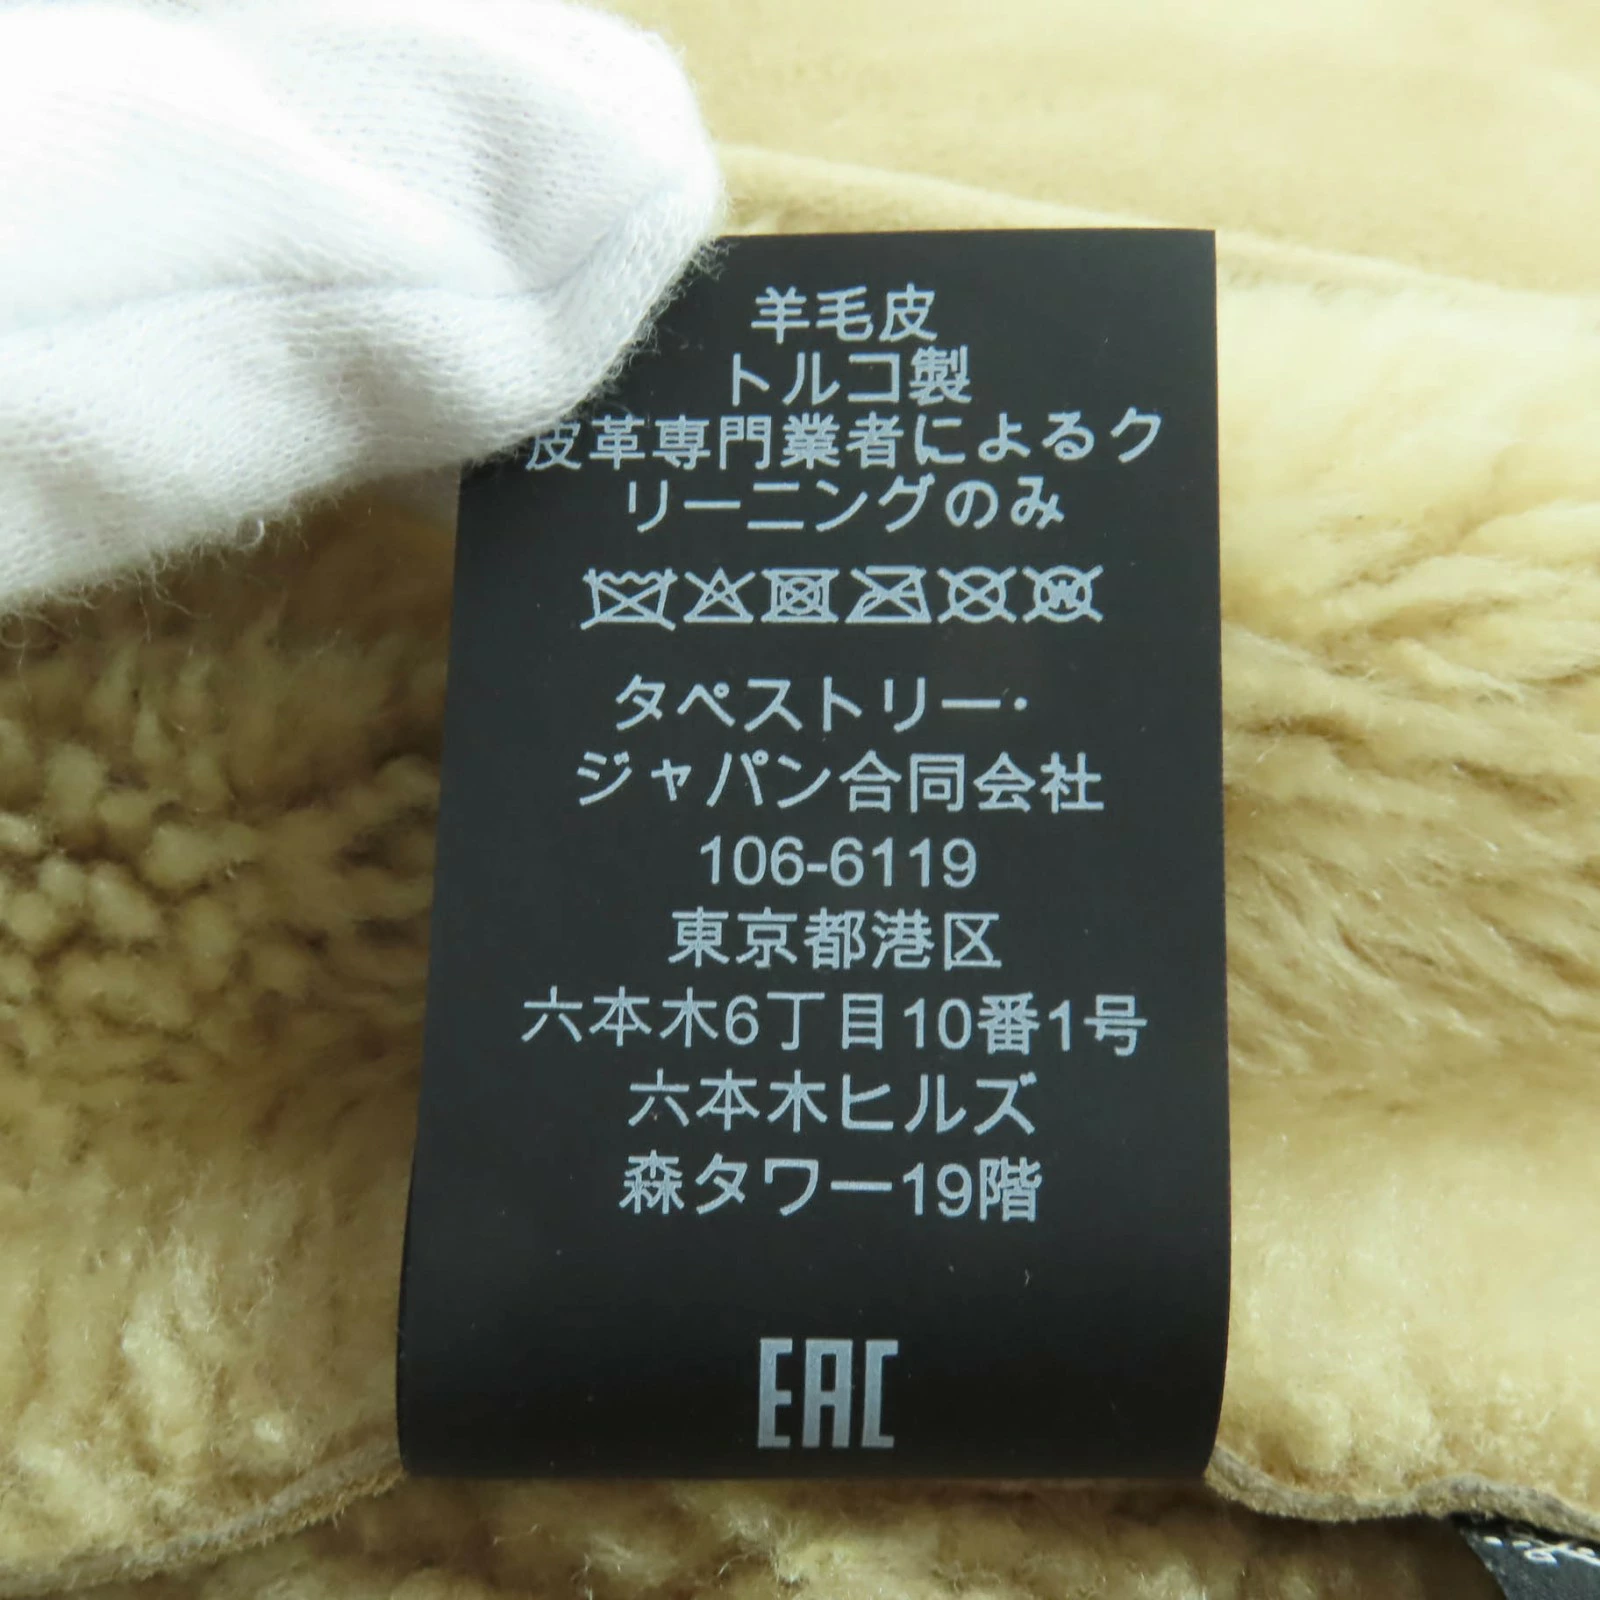 羊毛皮
トルコ製
皮革専門業者によるク
リーニングのみ
W
タペストリー・
ジャパン合同会社
106-6119
東京都港区
六本木6丁目10番1号
六本木ヒルズ
森タワー19階
EAC